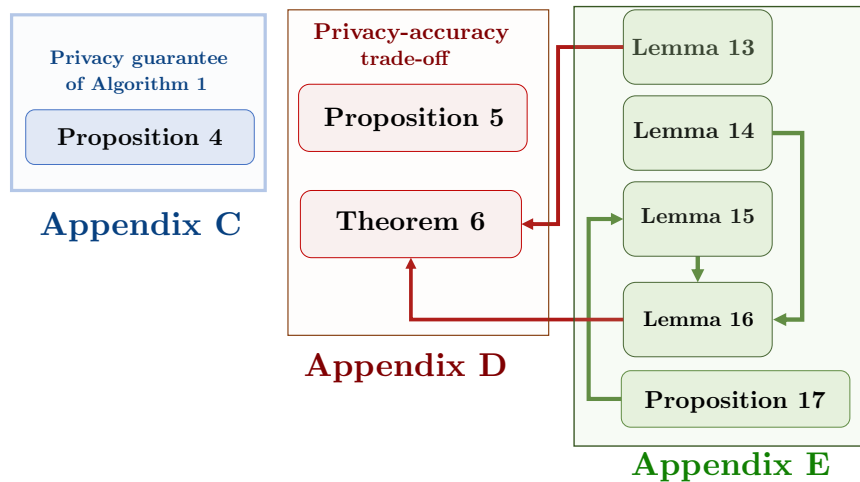 Privacy guarantee
of Algorithm 1
Proposition 4
Appendix C
Privacy-accuracy
trade-off
Proposition 5
Theorem 6
Appendix D
Lemma 13
Lemma 14
Lemma 15
Lemma 16
Proposition 17
Appendix E